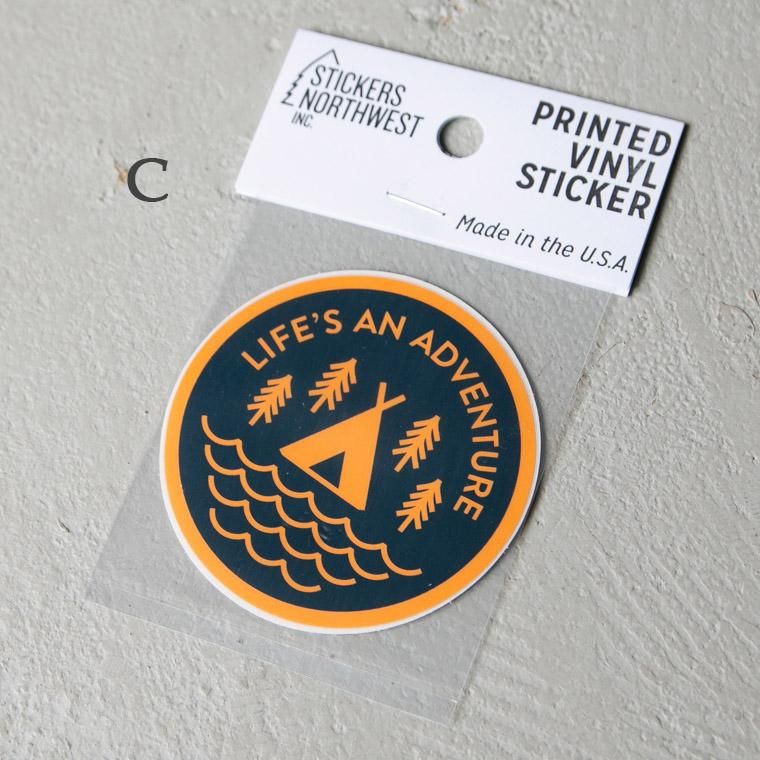 STICKERS
NORTHWEST
INC.
PRINTED
VINYL
STICKER
Made in the U.S.A.
C
LIFE'S AN ADVENTURE